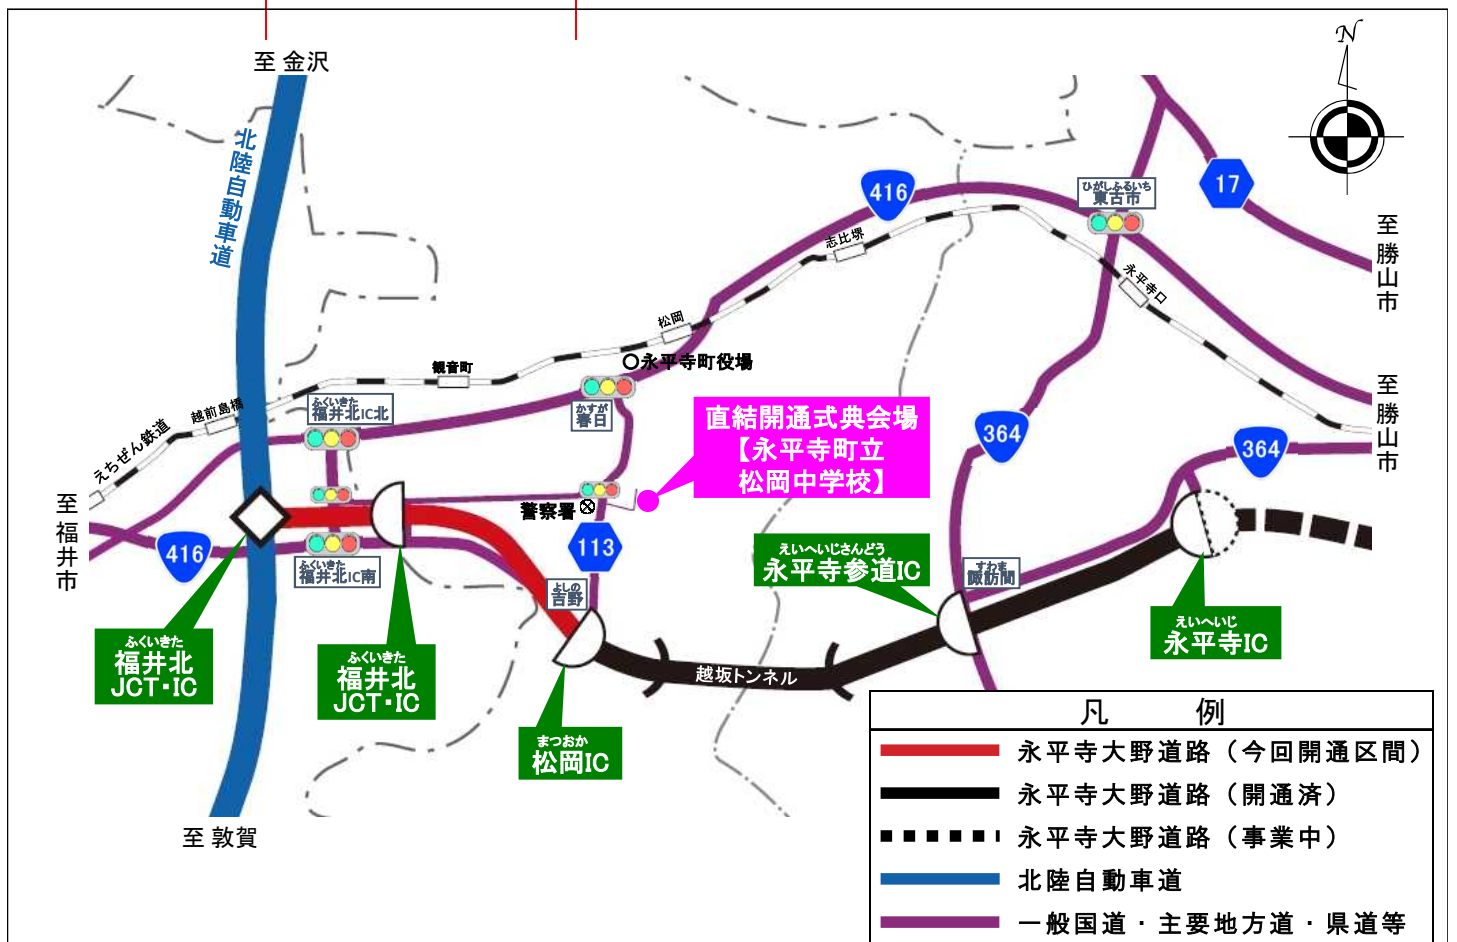 至 金沢
N
北陸自動車道
416
17
ひがしふるいち
東古市
至勝山市
志比堺
永平寺口
松岡
永平寺町役場
観音町
ふくいきた
福井北IC北
越前島橋
えちぜん鉄道
かすが
春日
直結開通式典会場
【永平寺町立
松岡中学校】
364
364
至勝山市
至福井市
416
警察署
113
ふくいきた
福井北IC南
よしの
吉野
えいへいじさんどう
永平寺参道IC
すわま
諏訪間
えいへいじ
永平寺IC
ふくいきた
福井北
JCT・IC
ふくいきた
福井北
JCT・IC
越坂トンネル
まつおか
松岡IC
至 敦賀
凡 例
永平寺大野道路（今回開通区間）
永平寺大野道路（開通済）
永平寺大野道路（事業中）
北陸自動車道
一般国道・主要地方道・県道等